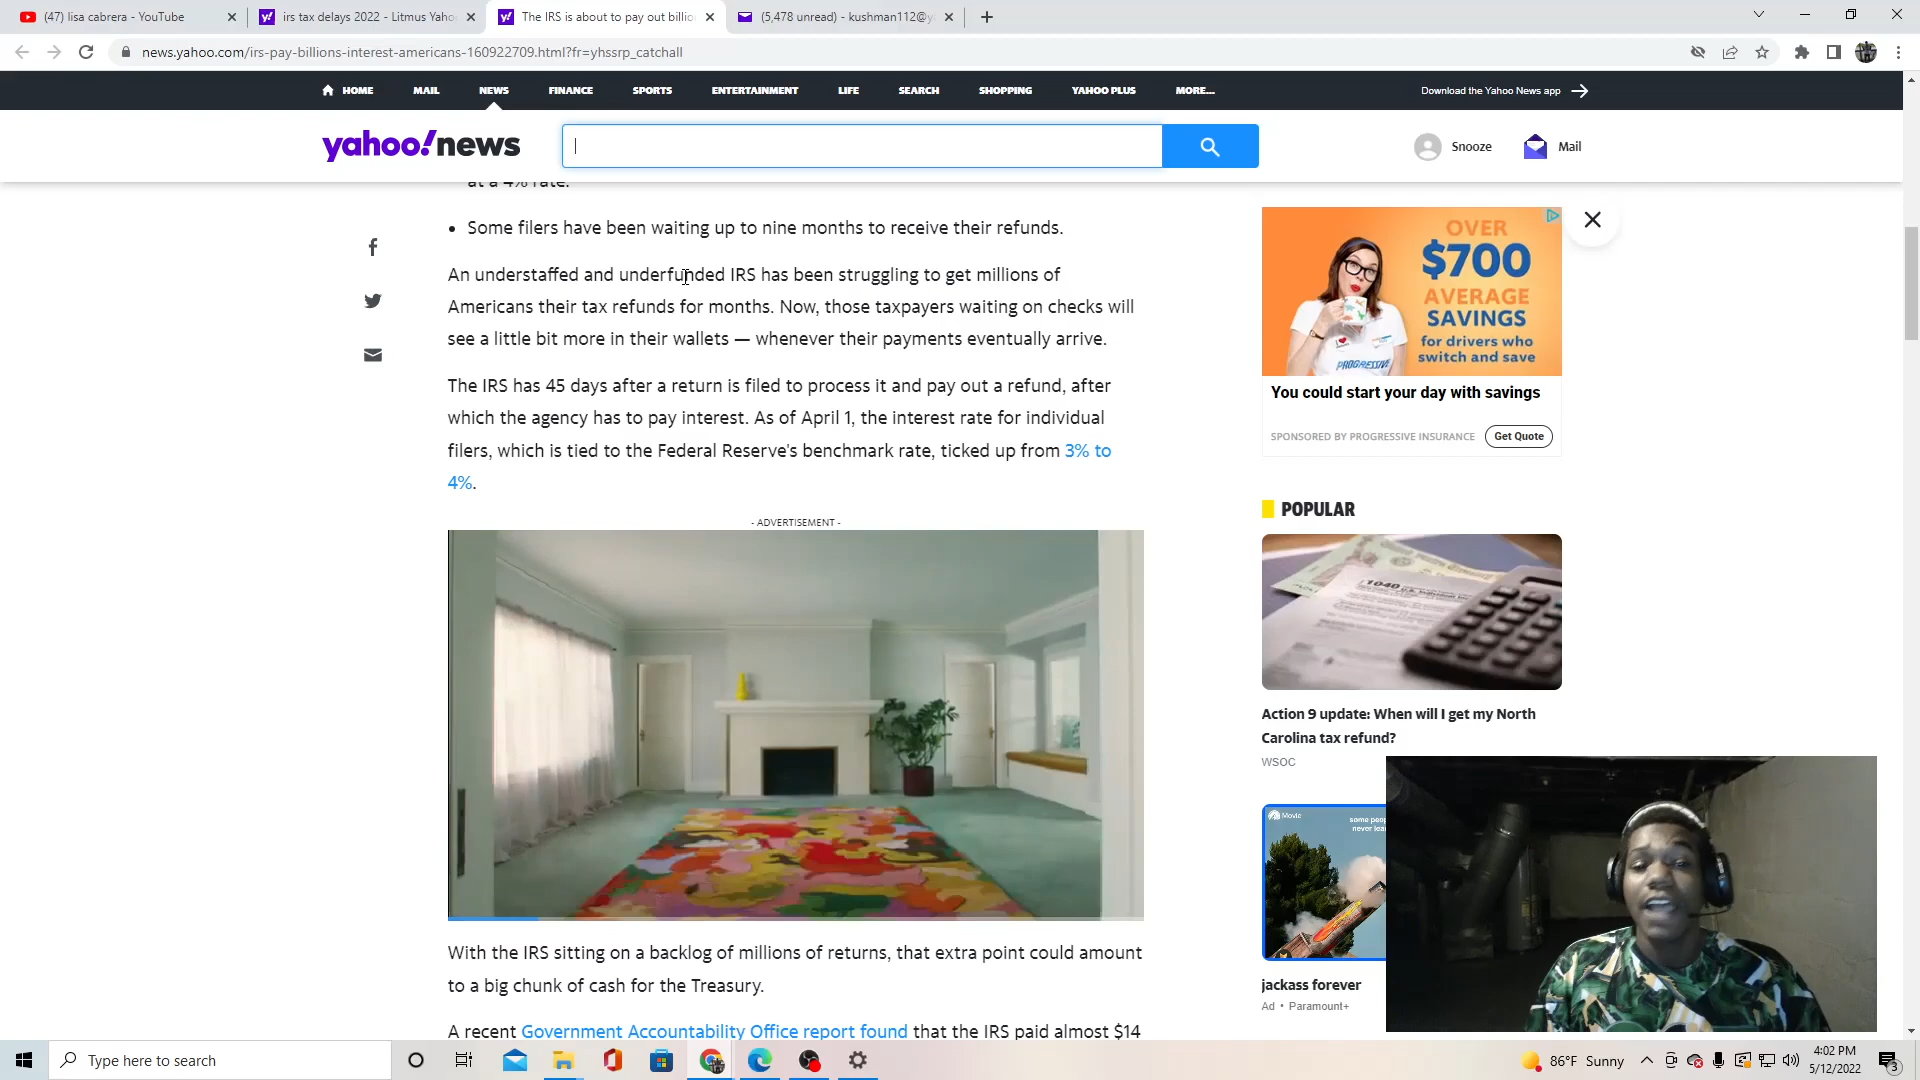 (47) lisa cabrera - YouTube
irs tax delays 2022 - Litmus Yaho
The IRS is about to pay out billio
(5,478 unread) - kushman112@y
news.yahoo.com/irs-pay-billions-interest-americans-160922709.html?fr=yhssrp_catchall
HOME MAIL NEWS FINANCE SPORTS ENTERTAINMENT LIFE SEARCH SHOPPING YAHOO PLUS MORE...
Download the Yahoo News app
yahoo!news
Snooze
Mail
at a 4% rate.
• Some filers have been waiting up to nine months to receive their refunds.
An understaffed and underfunded IRS has been struggling to get millions of
Americans their tax refunds for months. Now, those taxpayers waiting on checks will
see a little bit more in their wallets — whenever their payments eventually arrive.
The IRS has 45 days after a return is filed to process it and pay out a refund, after
which the agency has to pay interest. As of April 1, the interest rate for individual
filers, which is tied to the Federal Reserve's benchmark rate, ticked up from 3% to
4%.
- ADVERTISEMENT -
With the IRS sitting on a backlog of millions of returns, that extra point could amount
to a big chunk of cash for the Treasury.
A recent Government Accountability Office report found that the IRS paid almost $14
OVER
$700
AVERAGE
SAVINGS
for drivers who
switch and save
PROGRESSIVE
You could start your day with savings
SPONSORED BY PROGRESSIVE INSURANCE
Get Quote
POPULAR
1040
Action 9 update: When will I get my North
Carolina tax refund?
WSOC
Movie
some peop
never lea
jackass forever
Ad • Paramount+
Type here to search
86°F Sunny
4:02 PM
5/12/2022
3